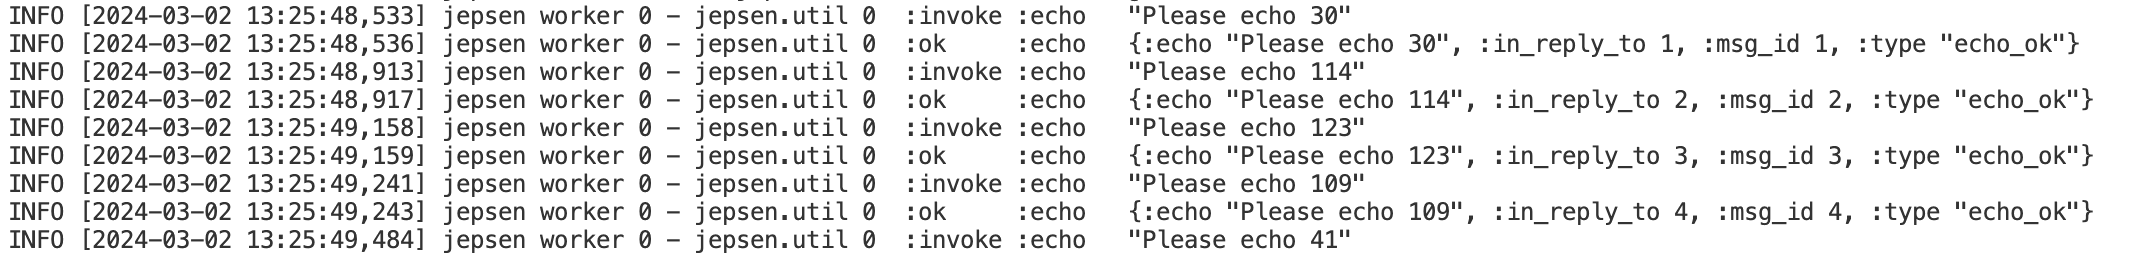 INFO [2024-03-02 13:25:48,533] jepsen worker 0 - jepsen.util 0  :invoke :echo   "Please echo 30"
INFO [2024-03-02 13:25:48,536] jepsen worker 0 - jepsen.util 0  :ok     :echo   {:echo "Please echo 30", :in_reply_to 1, :msg_id 1, :type "echo_ok"}
INFO [2024-03-02 13:25:48,913] jepsen worker 0 - jepsen.util 0  :invoke :echo   "Please echo 114"
INFO [2024-03-02 13:25:48,917] jepsen worker 0 - jepsen.util 0  :ok     :echo   {:echo "Please echo 114", :in_reply_to 2, :msg_id 2, :type "echo_ok"}
INFO [2024-03-02 13:25:49,158] jepsen worker 0 - jepsen.util 0  :invoke :echo   "Please echo 123"
INFO [2024-03-02 13:25:49,159] jepsen worker 0 - jepsen.util 0  :ok     :echo   {:echo "Please echo 123", :in_reply_to 3, :msg_id 3, :type "echo_ok"}
INFO [2024-03-02 13:25:49,241] jepsen worker 0 - jepsen.util 0  :invoke :echo   "Please echo 109"
INFO [2024-03-02 13:25:49,243] jepsen worker 0 - jepsen.util 0  :ok     :echo   {:echo "Please echo 109", :in_reply_to 4, :msg_id 4, :type "echo_ok"}
INFO [2024-03-02 13:25:49,484] jepsen worker 0 - jepsen.util 0  :invoke :echo   "Please echo 41"